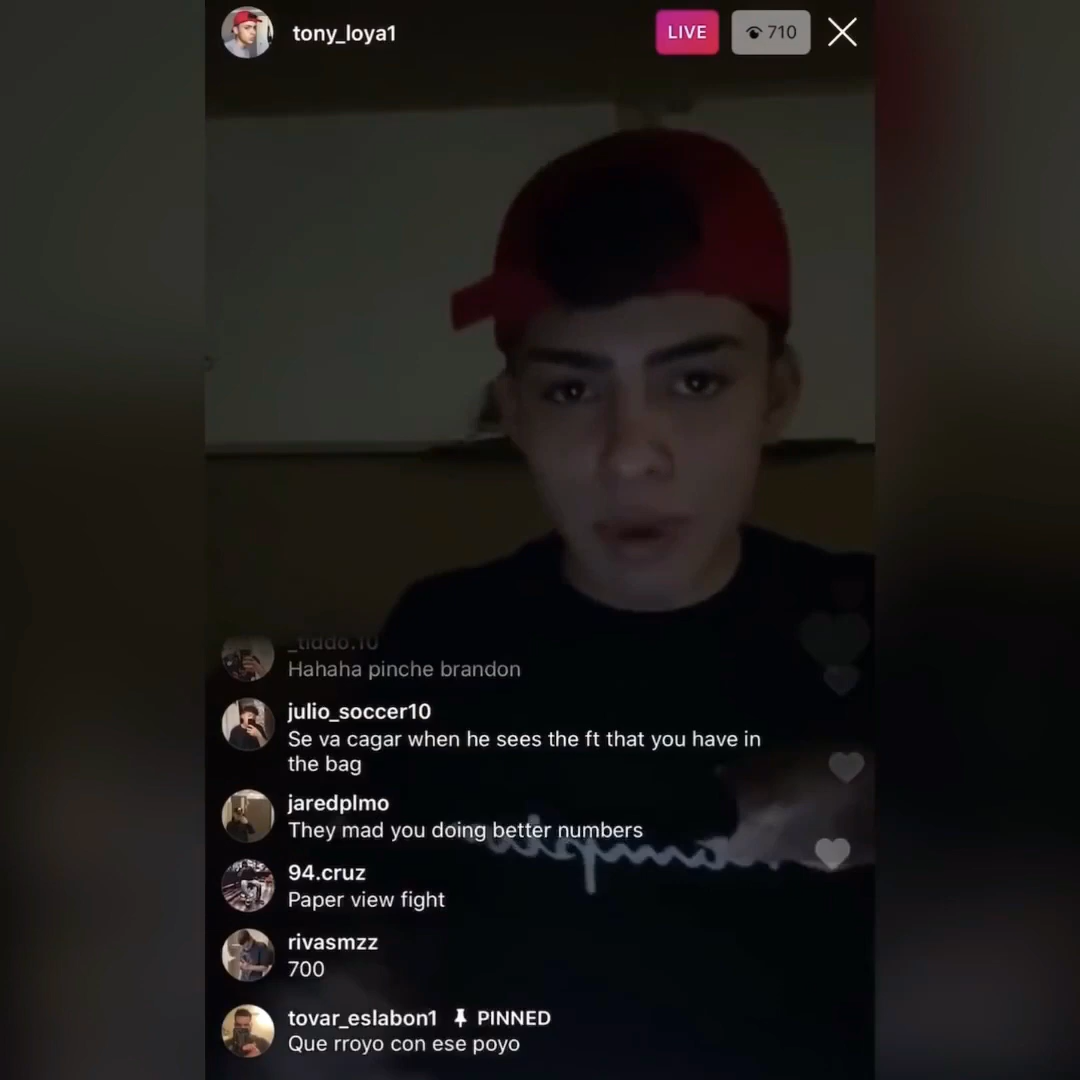 tony_loya1
LIVE
710
_tiddo.10
Hahaha pinche brandon
julio_soccer10
Se va cagar when he sees the ft that you have in
the bag
jaredplmo
They mad you doing better numbers
94.cruz
Paper view fight
rivasmzz
700
tovar_eslabon1 PINNED
Que rroyo con ese poyo